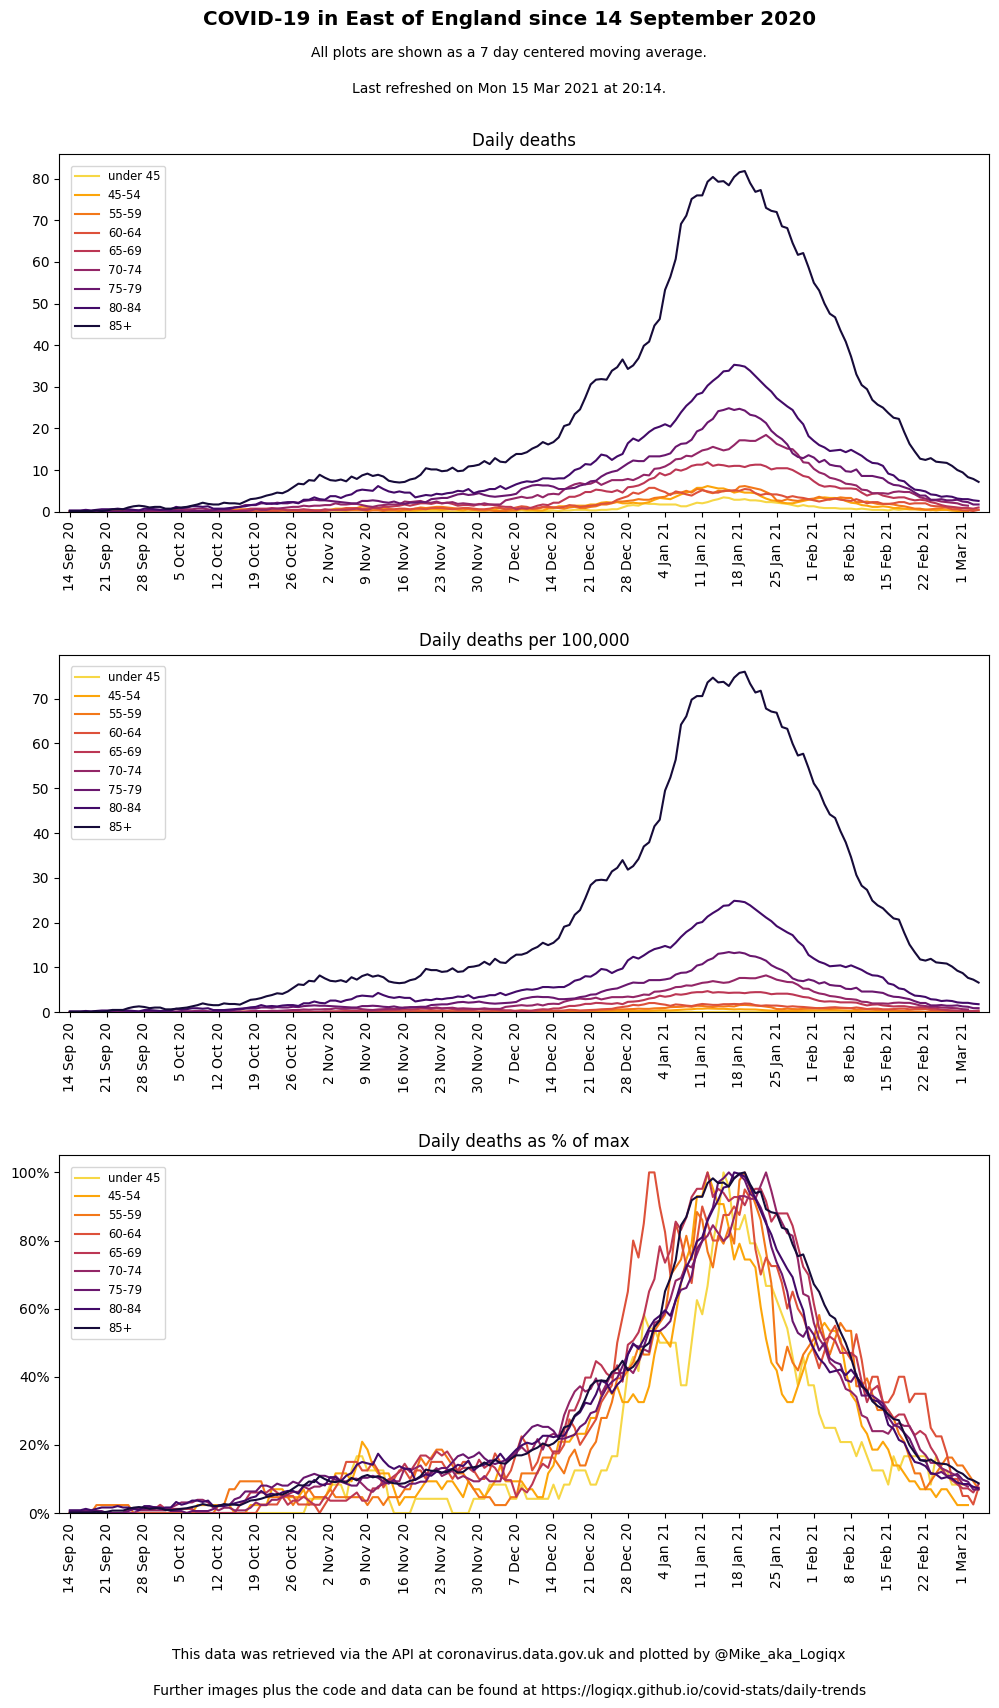 COVID-19 in East of England since 14 September 2020
All plots are shown as a 7 day centered moving average.
Last refreshed on Mon 15 Mar 2021 at 20:14.
Daily deaths
under 45
45-54
55-59
60-64
65-69
70-74
75-79
80-84
85+
80
70
60
50
40
30
20
10
0
14 Sep 20
21 Sep 20
28 Sep 20
5 Oct 20
12 Oct 20
19 Oct 20
26 Oct 20
2 Nov 20
9 Nov 20
16 Nov 20
23 Nov 20
30 Nov 20
7 Dec 20
14 Dec 20
21 Dec 20
28 Dec 20
4 Jan 21
11 Jan 21
18 Jan 21
25 Jan 21
1 Feb 21
8 Feb 21
15 Feb 21
22 Feb 21
1 Mar 21
Daily deaths per 100,000
under 45
45-54
55-59
60-64
65-69
70-74
75-79
80-84
85+
70
60
50
40
30
20
10
0
14 Sep 20
21 Sep 20
28 Sep 20
5 Oct 20
12 Oct 20
19 Oct 20
26 Oct 20
2 Nov 20
9 Nov 20
16 Nov 20
23 Nov 20
30 Nov 20
7 Dec 20
14 Dec 20
21 Dec 20
28 Dec 20
4 Jan 21
11 Jan 21
18 Jan 21
25 Jan 21
1 Feb 21
8 Feb 21
15 Feb 21
22 Feb 21
1 Mar 21
Daily deaths as % of max
under 45
45-54
55-59
60-64
65-69
70-74
75-79
80-84
85+
100%
80%
60%
40%
20%
0%
14 Sep 20
21 Sep 20
28 Sep 20
5 Oct 20
12 Oct 20
19 Oct 20
26 Oct 20
2 Nov 20
9 Nov 20
16 Nov 20
23 Nov 20
30 Nov 20
7 Dec 20
14 Dec 20
21 Dec 20
28 Dec 20
4 Jan 21
11 Jan 21
18 Jan 21
25 Jan 21
1 Feb 21
8 Feb 21
15 Feb 21
22 Feb 21
1 Mar 21
This data was retrieved via the API at coronavirus.data.gov.uk and plotted by @Mike_aka_Logiqx
Further images plus the code and data can be found at https://logiqx.github.io/covid-stats/daily-trends